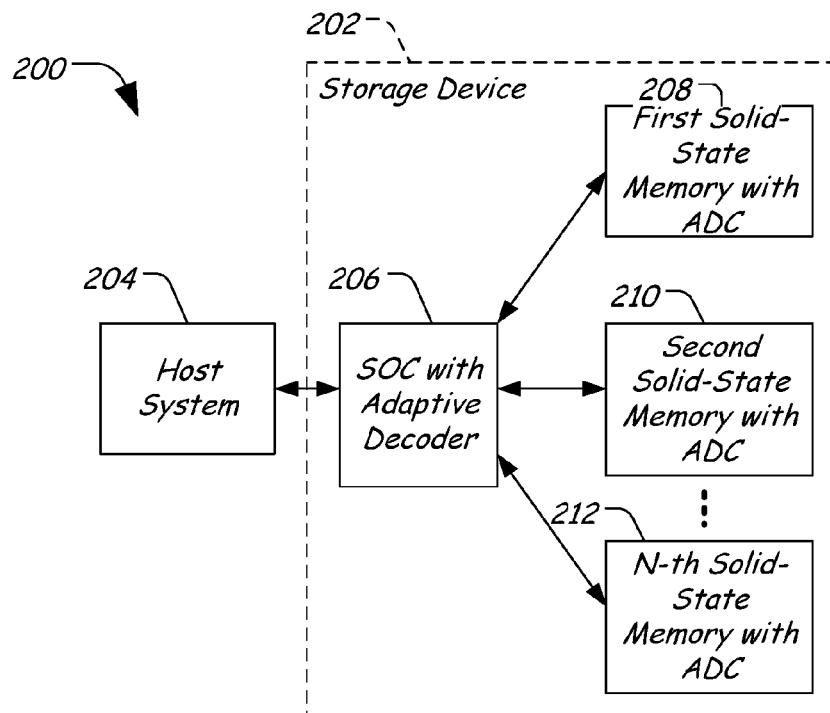 202
200
Storage Device
208
First Solid-
State
Memory with
ADC
204
206
210
Host
System
SOC with
Adaptive
Decoder
Second
Solid-State
Memory with
ADC
212
N-th Solid-
State
Memory with
ADC